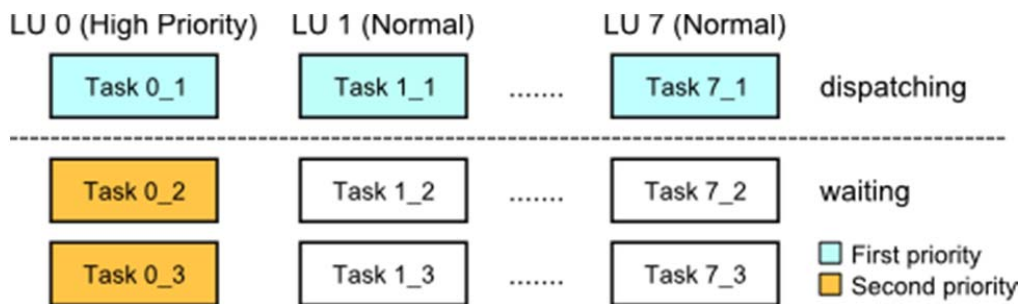 LU 0 (High Priority) LU 1 (Normal) LU 7 (Normal)
Task 0_1 Task 1_1 ....... Task 7_1 dispatching
Task 0_2 Task 1_2 ....... Task 7_2 waiting
Task 0_3 Task 1_3 ....... Task 7_3
First priority
Second priority